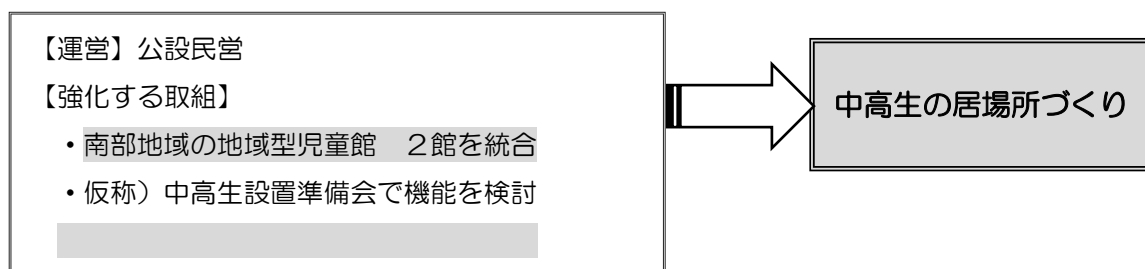 【運営】公設民営
【強化する取組】
・南部地域の地域型児童館　２館を統合
・仮称）中高生設置準備会で機能を検討
中高生の居場所づくり